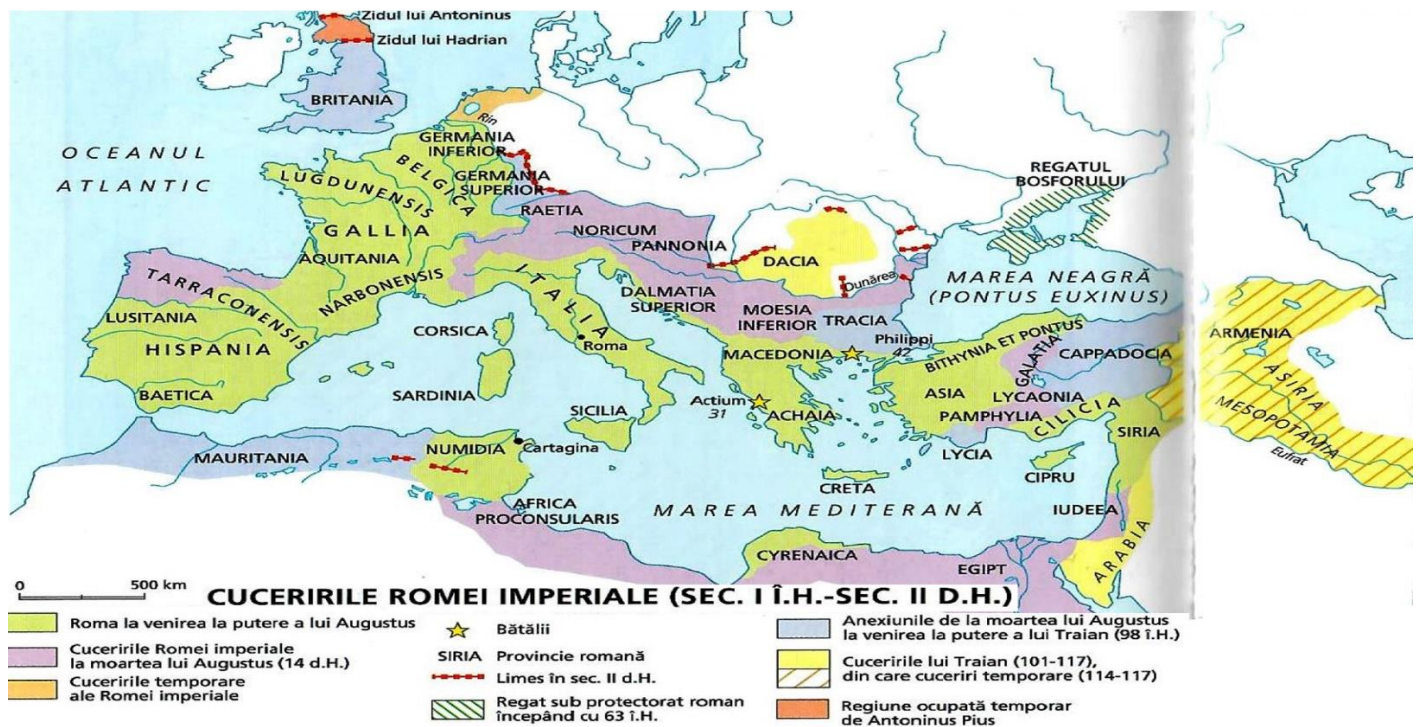 Zidul lui Antoninus
Zidul lui Hadrian
BRITANIA
OCEANUL
ATLANTIC
Rin
GERMANIA
INFERIOR
BELGICA
GERMANIA
SUPERIOR
LUGDUNENSIS
RAETIA
GALLIA
NORICUM
PANNONIA
AQUITANIA
NARBONENSIS
TARRACONENSIS
LUSITANIA
HISPANIA
BAETICA
CORSICA
SARDINIA
ITALIA
Roma
SICILIA
DALMATIA
SUPERIOR
DACIA
Dunărea
MOESIA
INFERIOR
TRACIA
Philippi
42
MACEDONIA
Actium
31
ACHAIA
REGATUL
BOSFORULUI
MAREA NEAGRĂ
(PONTUS EUXINUS)
BITHYNIA ET PONTUS
GALATIA
CAPPADOCIA
ASIA
LYCAONIA
PAMPHYLIA
CILICIA
LYCIA
SIRIA
ARMENIA
ASIRIA
MESOPOTAMIA
Eufrat
MAURITANIA
NUMIDIA
Cartagina
AFRICA
PROCONSULARIS
CRETA
CIPRU
MAREA MEDITERANĂ
IUDEEA
CYRENAICA
EGIPT
ARABIA
0 500 km
CUCERIRILE ROMEI IMPERIALE (SEC. I Î.H.-SEC. II D.H.)
Roma la venirea la putere a lui Augustus
Cuceririle Romei imperiale
la moartea lui Augustus (14 d.H.)
Cuceririle temporare
ale Romei imperiale
Bătălii
SIRIA Provincie romană
Limes în sec. II d.H.
Regat sub protectorat roman
începând cu 63 î.H.
Anexiunile de la moartea lui Augustus
la venirea la putere a lui Traian (98 î.H.)
Cuceririle lui Traian (101-117),
din care cuceriri temporare (114-117)
Regiune ocupată temporar
de Antoninus Pius